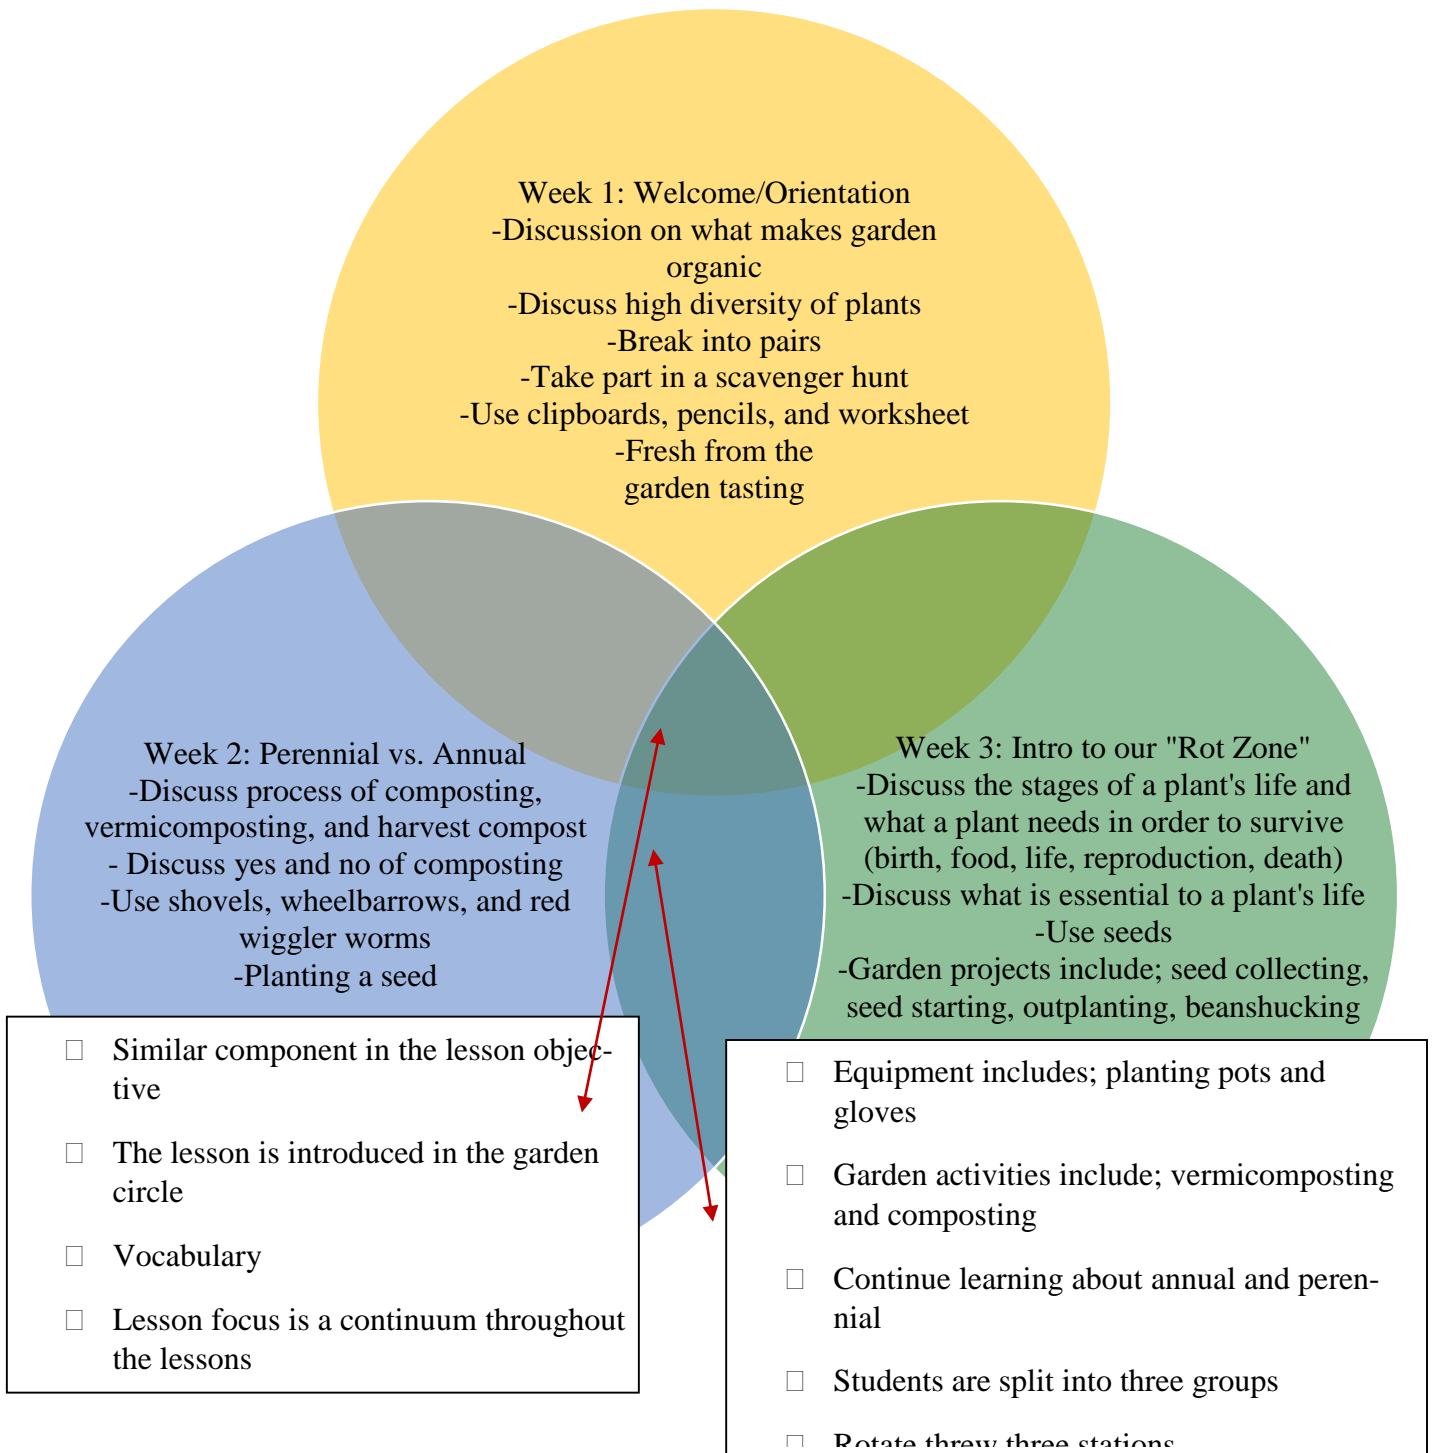 Week 1: Welcome/Orientation
-Discussion on what makes garden
organic
-Discuss high diversity of plants
-Break into pairs
-Take part in a scavenger hunt
-Use clipboards, pencils, and worksheet
-Fresh from the
garden tasting
Week 2: Perennial vs. Annual
-Discuss process of composting,
vermicomposting, and harvest compost
- Discuss yes and no of composting
-Use shovels, wheelbarrows, and red
wiggler worms
-Planting a seed
Week 3: Intro to our "Rot Zone"
-Discuss the stages of a plant's life and
what a plant needs in order to survive
(birth, food, life, reproduction, death)
-Discuss what is essential to a plant's life
-Use seeds
-Garden projects include; seed collecting,
seed starting, outplanting, beanshucking
Similar component in the lesson objec-
tive
The lesson is introduced in the garden
circle
Vocabulary
Lesson focus is a continuum throughout
the lessons
Equipment includes; planting pots and
gloves
Garden activities include; vermicomposting
and composting
Continue learning about annual and peren-
nial
Students are split into three groups
Rotate threw three stations